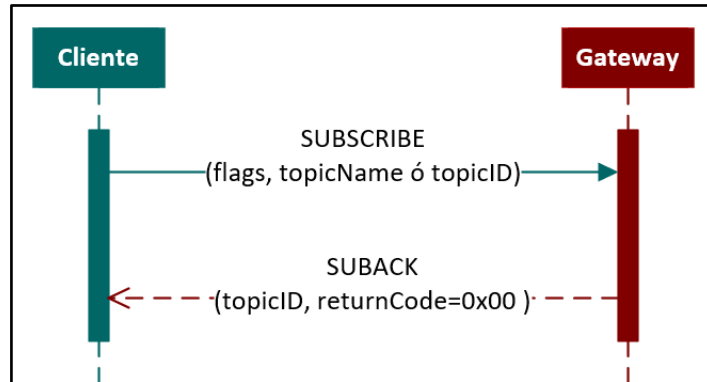 Cliente
Gateway
SUBSCRIBE
(flags, topicName ó topicID)
SUBACK
(topicID, returnCode=0x00 )